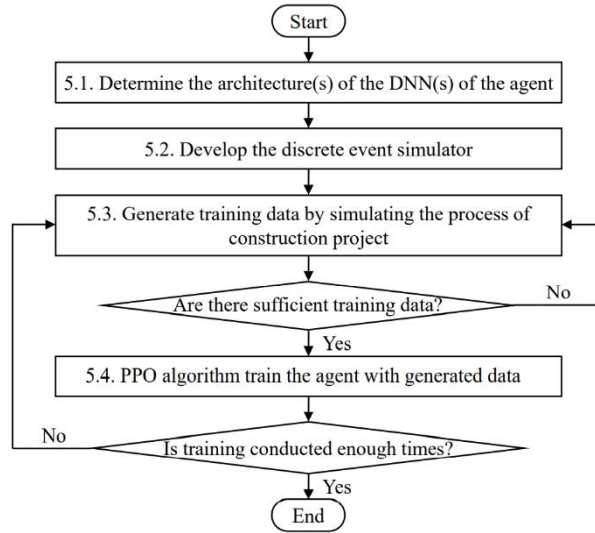 Start
5.1. Determine the architecture(s) of the DNN(s) of the agent
5.2. Develop the discrete event simulator
5.3. Generate training data by simulating the process of
construction project
Are there sufficient training data?
No
Yes
5.4. PPO algorithm train the agent with generated data
No
Is training conducted enough times?
Yes
End